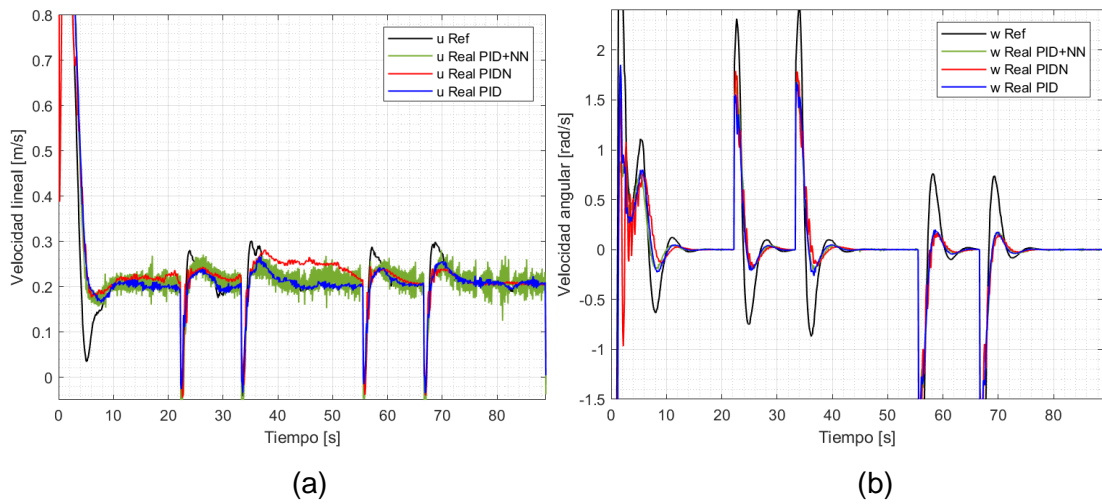 0.8
0.7
0.6
0.5
0.4
0.3
0.2
0.1
0
Velocidad lineal [m/s]
u Ref
u Real PID+NN
u Real PIDN
u Real PID
0 10 20 30 40 50 60 70 80
Tiempo [s]
(a)
2
1.5
1
0.5
0
-0.5
-1
-1.5
Velocidad angular [rad/s]
w Ref
w Real PID+NN
w Real PIDN
w Real PID
0 10 20 30 40 50 60 70 80
Tiempo [s]
(b)